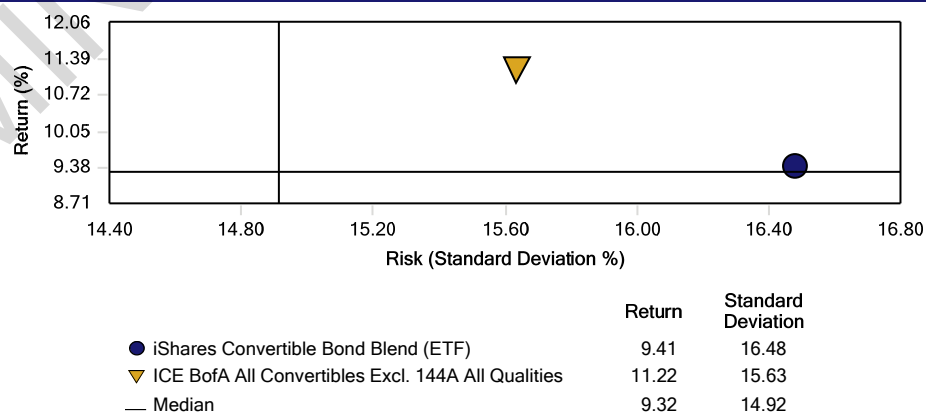 12.06
11.39
10.72
10.05
9.38
8.71
Return (%)
14.40 14.80 15.20 15.60 16.00 16.40 16.80
Risk (Standard Deviation %)
Return Standard Deviation
iShares Convertible Bond Blend (ETF) 9.41 16.48
ICE BofA All Convertibles Excl. 144A All Qualities 11.22 15.63
Median 9.32 14.92